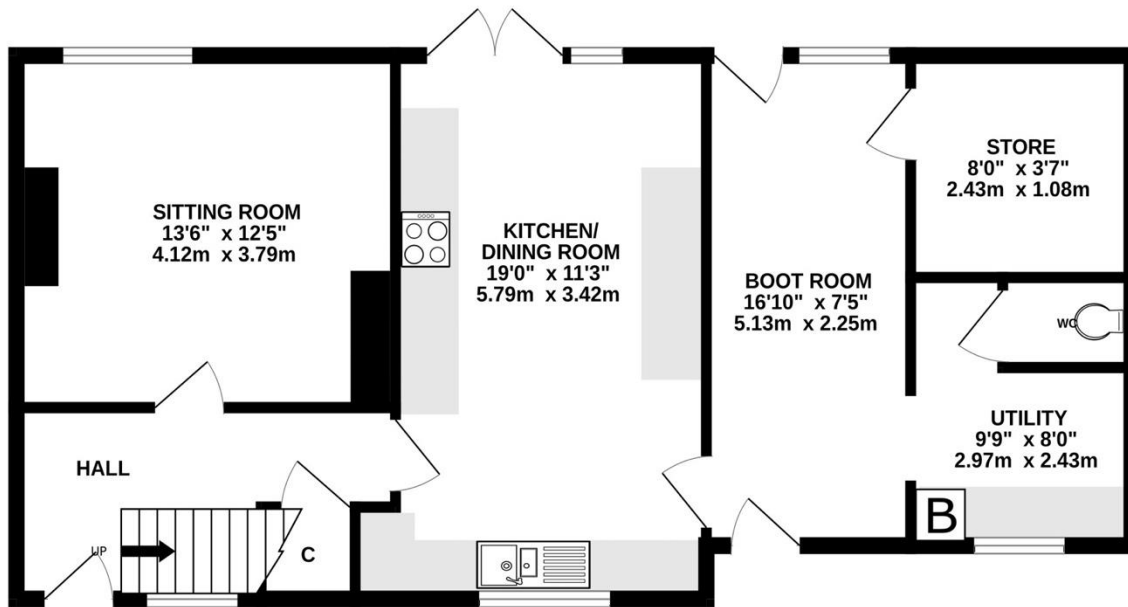 SITTING ROOM
13'6" x 12'5"
4.12m x 3.79m
KITCHEN/
DINING ROOM
19'0" x 11'3"
5.79m x 3.42m
BOOT ROOM
16'10" x 7'5"
5.13m x 2.25m
STORE
8'0" x 3'7"
2.43m x 1.08m
WC
UTILITY
9'9" x 8'0"
2.97m x 2.43m
B
HALL
UP
C